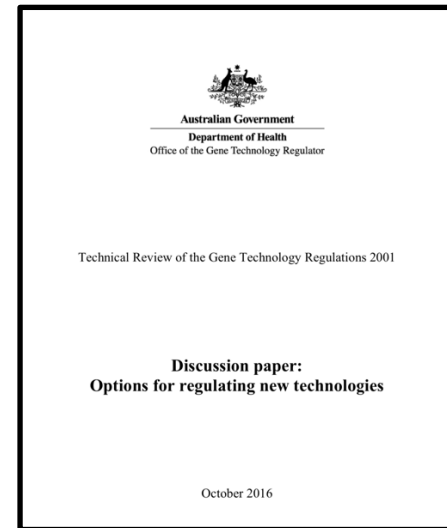 Australian Government
Department of Health
Office of the Gene Technology Regulator
Technical Review of the Gene Technology Regulations 2001
Discussion paper:
Options for regulating new technologies
October 2016